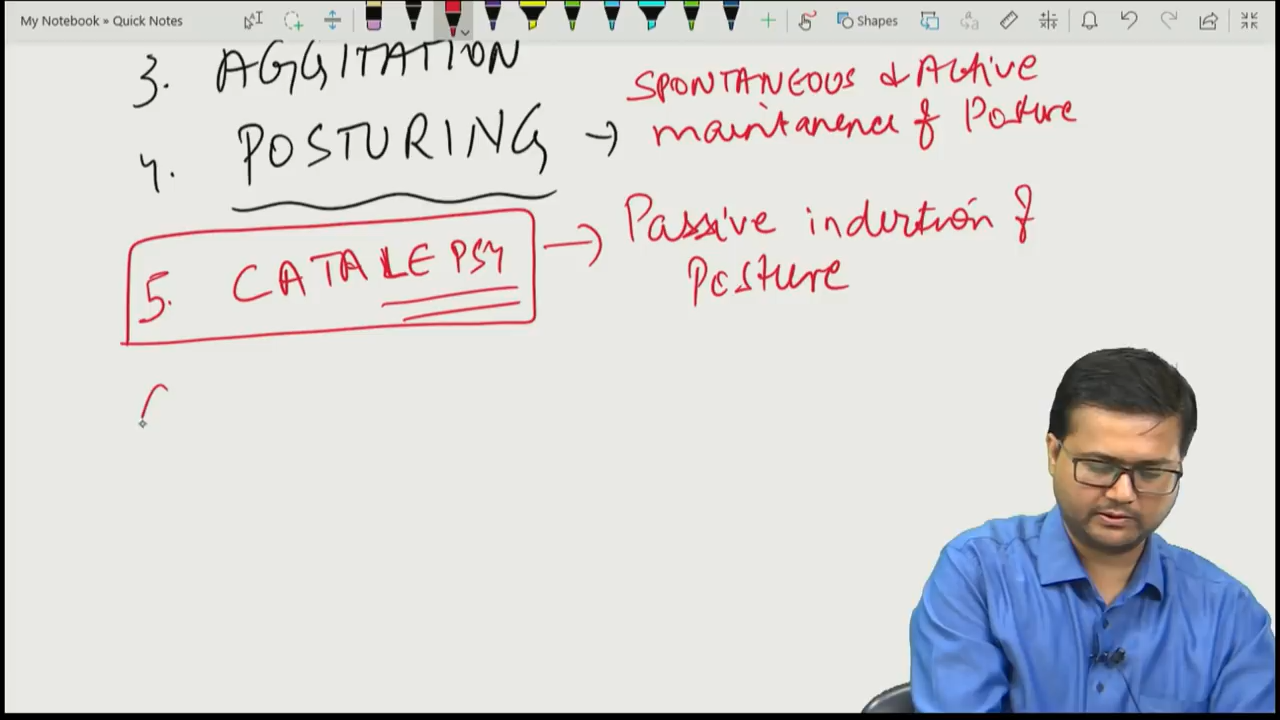 My Notebook » Quick Notes
Shapes
3. AGGITATION
4. POSTURING → SPONTANEOUS & Active
maintanence of Posture
5. CATALEPSY → Passive indurtion of
Posture